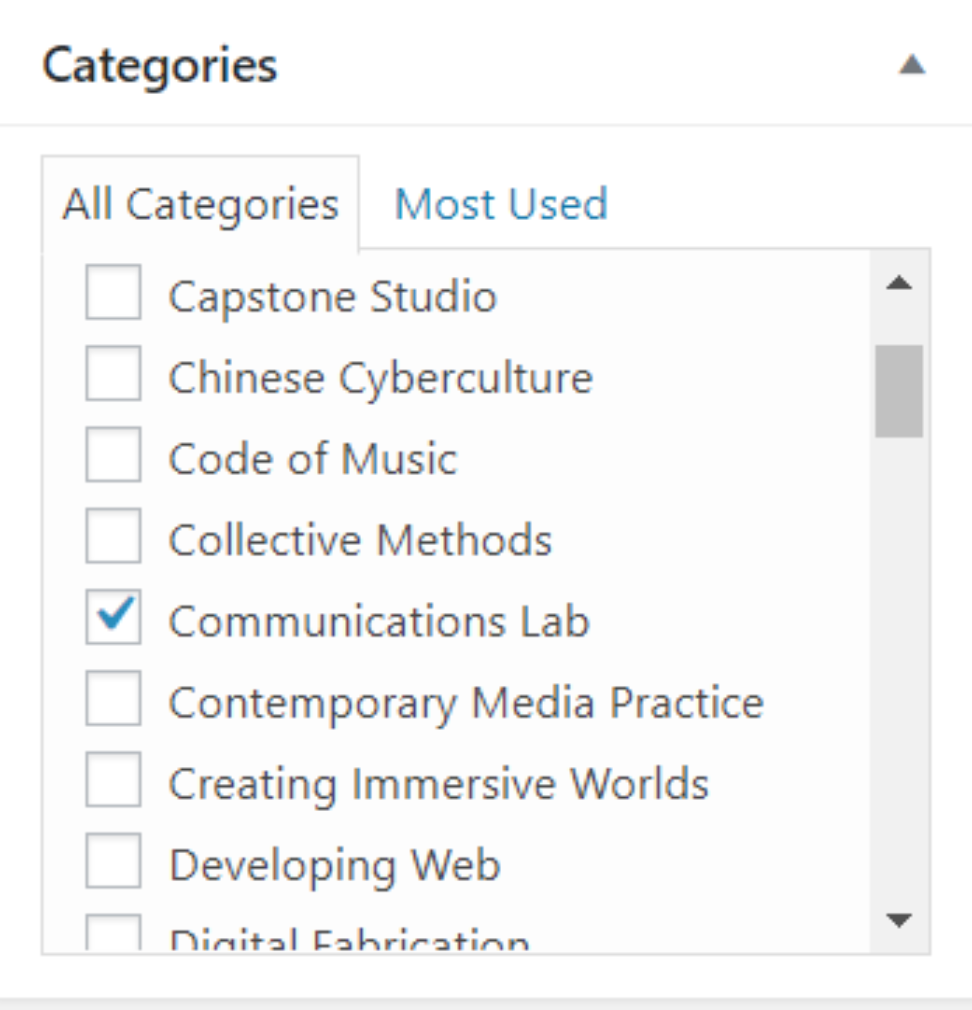 Categories
All Categories
Most Used
Capstone Studio
Chinese Cyberculture
Code of Music
Collective Methods
Communications Lab
Contemporary Media Practice
Creating Immersive Worlds
Developing Web
Digital Fabrication